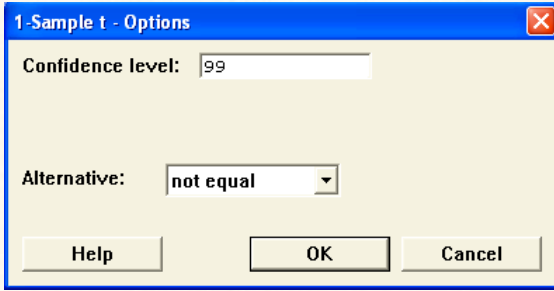 1-Sample t - Options
Confidence level: 99
Alternative: not equal
Help OK Cancel